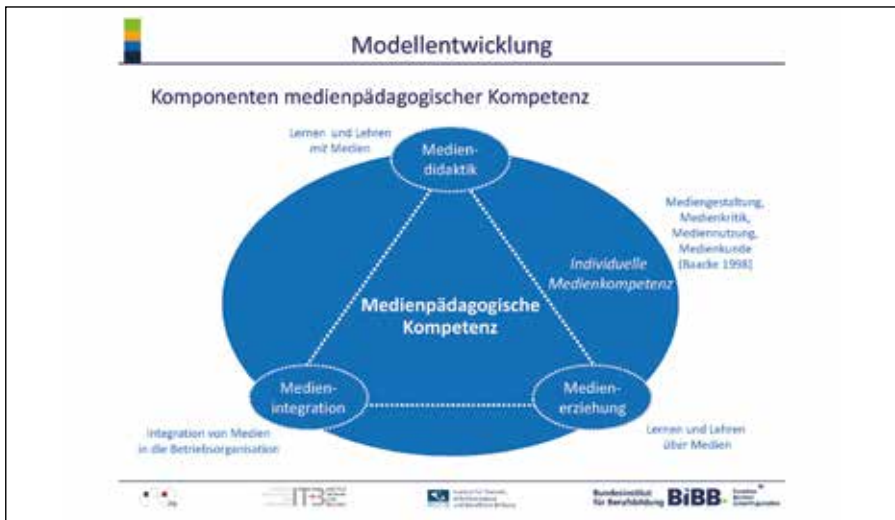 Modellentwicklung
Komponenten medienpädagogischer Kompetenz
Lernen und Lehren
mit Medien
Medien-
didaktik
Mediengestaltung,
Medienkritik,
Mediennutzung,
Medienkunde
[Baacke 1998]
Individuelle
Medienkompetenz
Medienpädagogische
Kompetenz
Medien-
integration
Medien-
erziehung
Integration von Medien
in die Betriebsorganisation
Lernen und Lehren
über Medien
IT+B
Bundesinstitut
für Berufsbildung
BiBB.